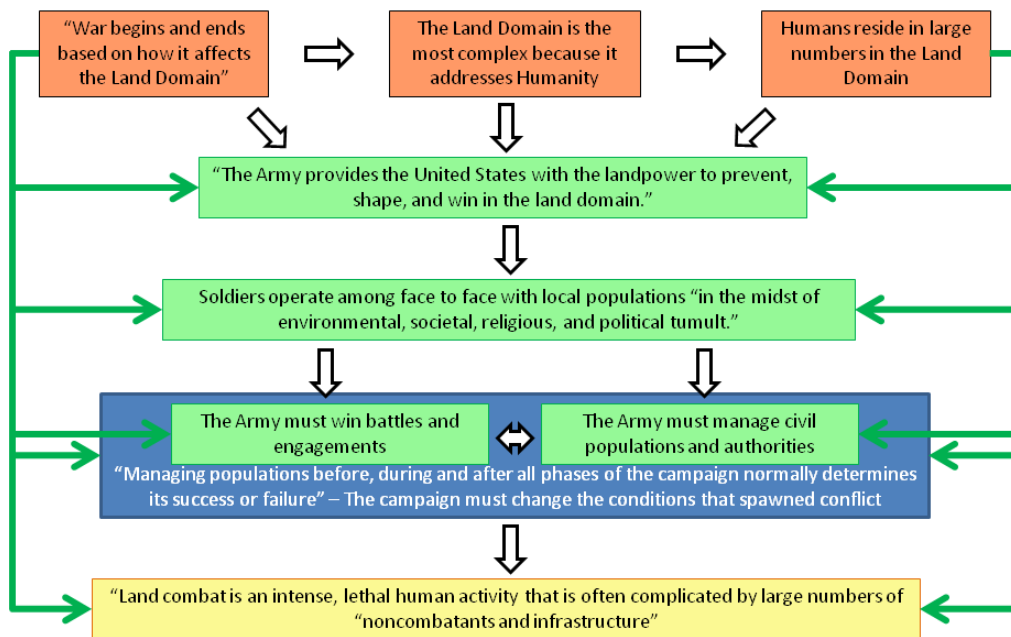 “War begins and ends
based on how it affects
the Land Domain”
The Land Domain is the
most complex because it
addresses Humanity
Humans reside in large
numbers in the Land
Domain
“The Army provides the United States with the landpower to prevent,
shape, and win in the land domain.”
Soldiers operate among face to face with local populations “in the midst of
environmental, societal, religious, and political tumult.”
The Army must win battles and
engagements
The Army must manage civil
populations and authorities
“Managing populations before, during and after all phases of the campaign normally determines
its success or failure” – The campaign must change the conditions that spawned conflict
“Land combat is an intense, lethal human activity that is often complicated by large numbers of
“noncombatants and infrastructure”